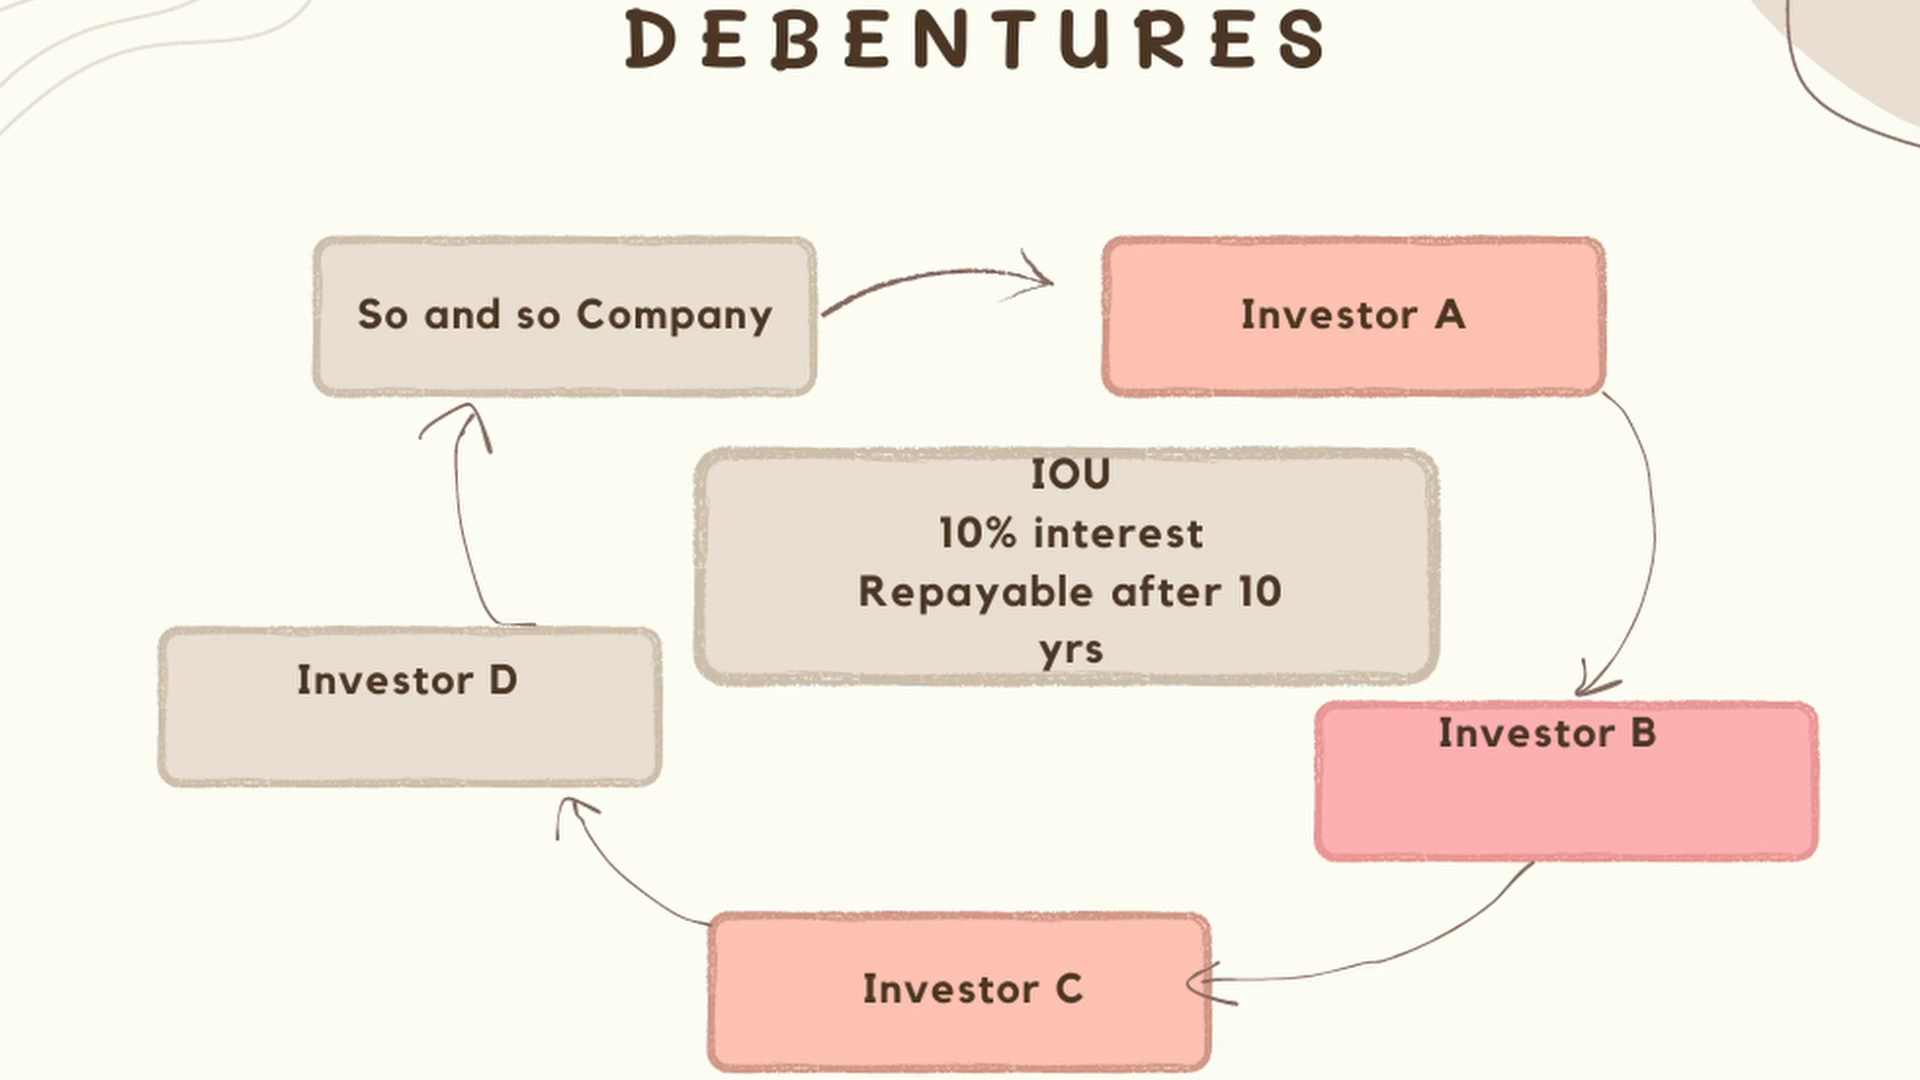 DEBENTURES
So and so Company
Investor A
IOU
10% interest
Repayable after 10
yrs
Investor D
Investor B
Investor C